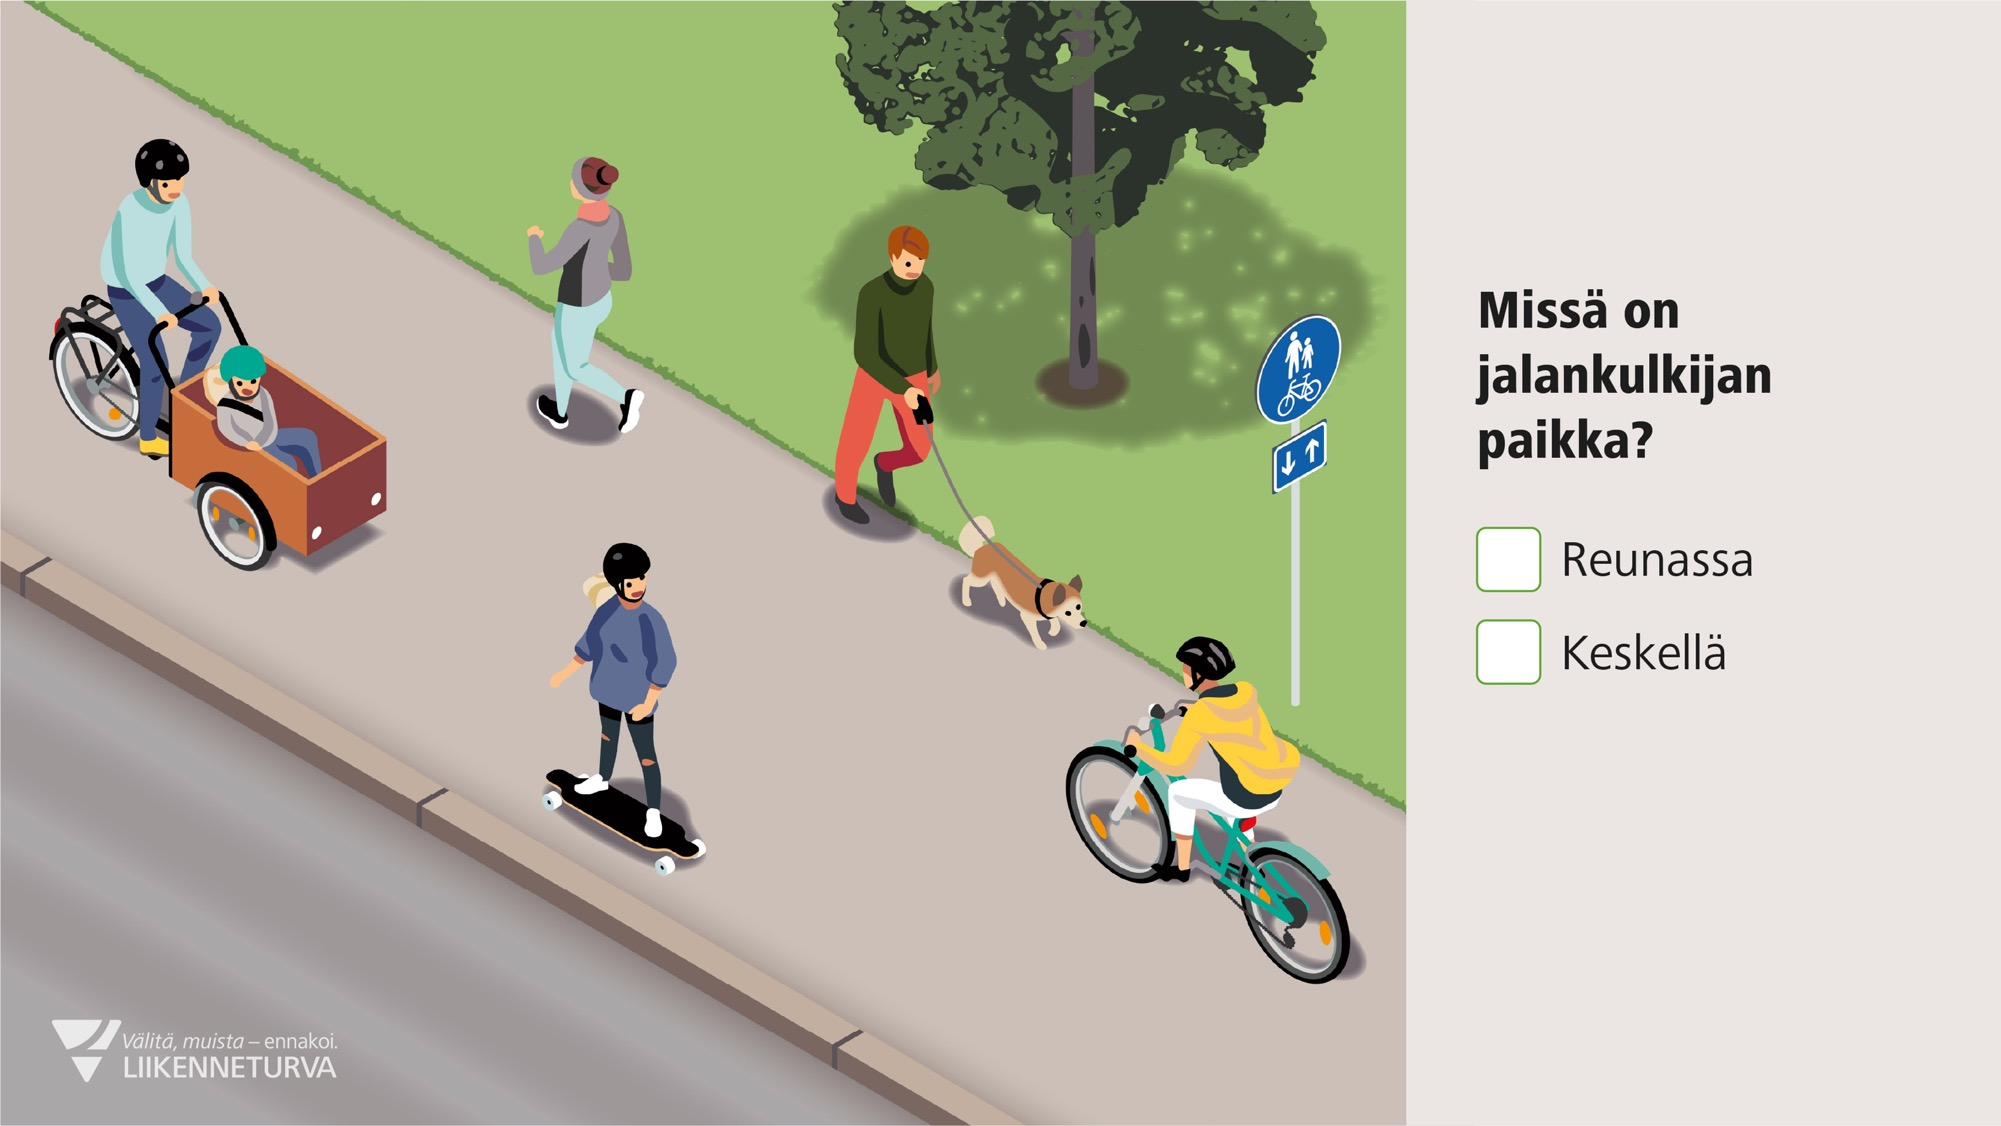 Missä on
jalankulkijan
paikka?
Reunassa
Keskellä
Välitä, muista – ennakoi.
LIIKENNETURVA